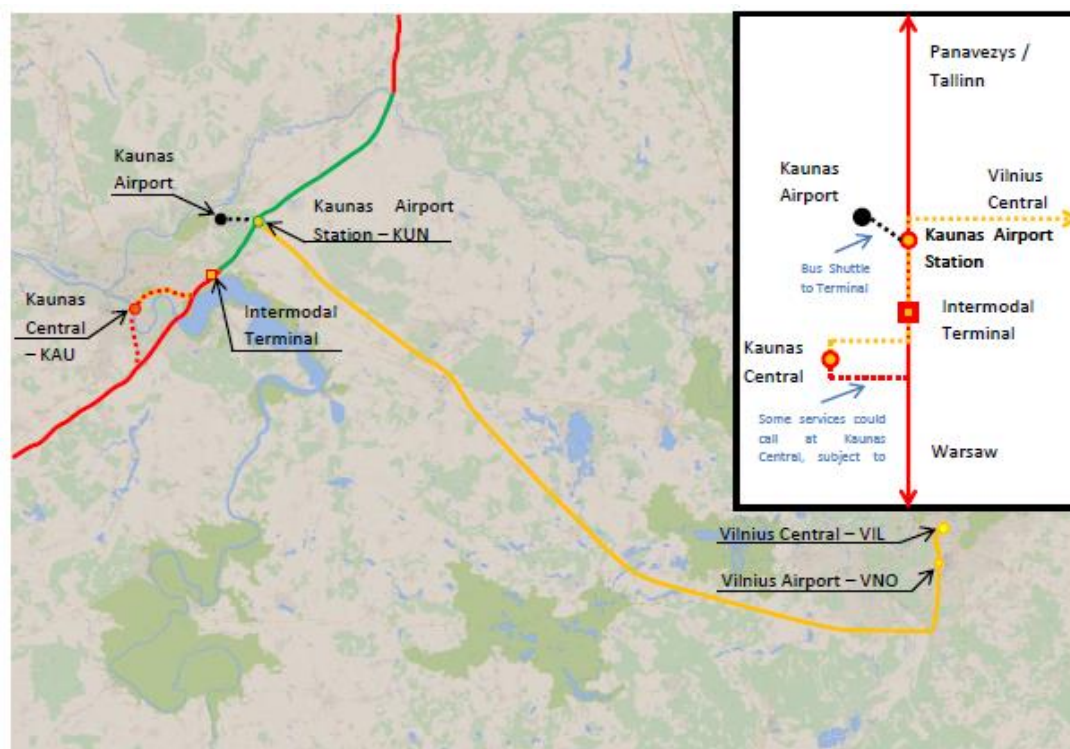 Kaunas
Airport
Kaunas Airport
Station – KUN
Kaunas
Central
– KAU
Intermodal
Terminal
Vilnius Central – VIL
Vilnius Airport – VNO
Panavezys /
Tallinn
Kaunas
Airport
Vilnius
Central
Kaunas Airport
Station
Bus Shuttle
to Terminal
Intermodal
Terminal
Kaunas
Central
Some services could
call at Kaunas
Central, subject to
Warsaw